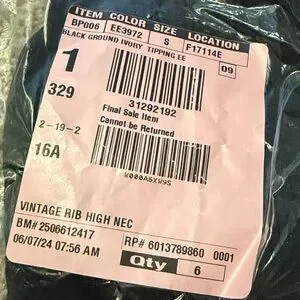 ITEM COLOR SIZE LOCATION
BP006 EE3972 S F17114E
BLACK GROUND IVORY TIPPING EE
09
1
329
31292192
Final Sale Item
Cannot be Returned
2-19-2
16A
W000A5XW9S
VINTAGE RIB HIGH NEC
BM# 2506612417
06/07/24 07:56 AM
RP# 6013789860 0001
Qty 6